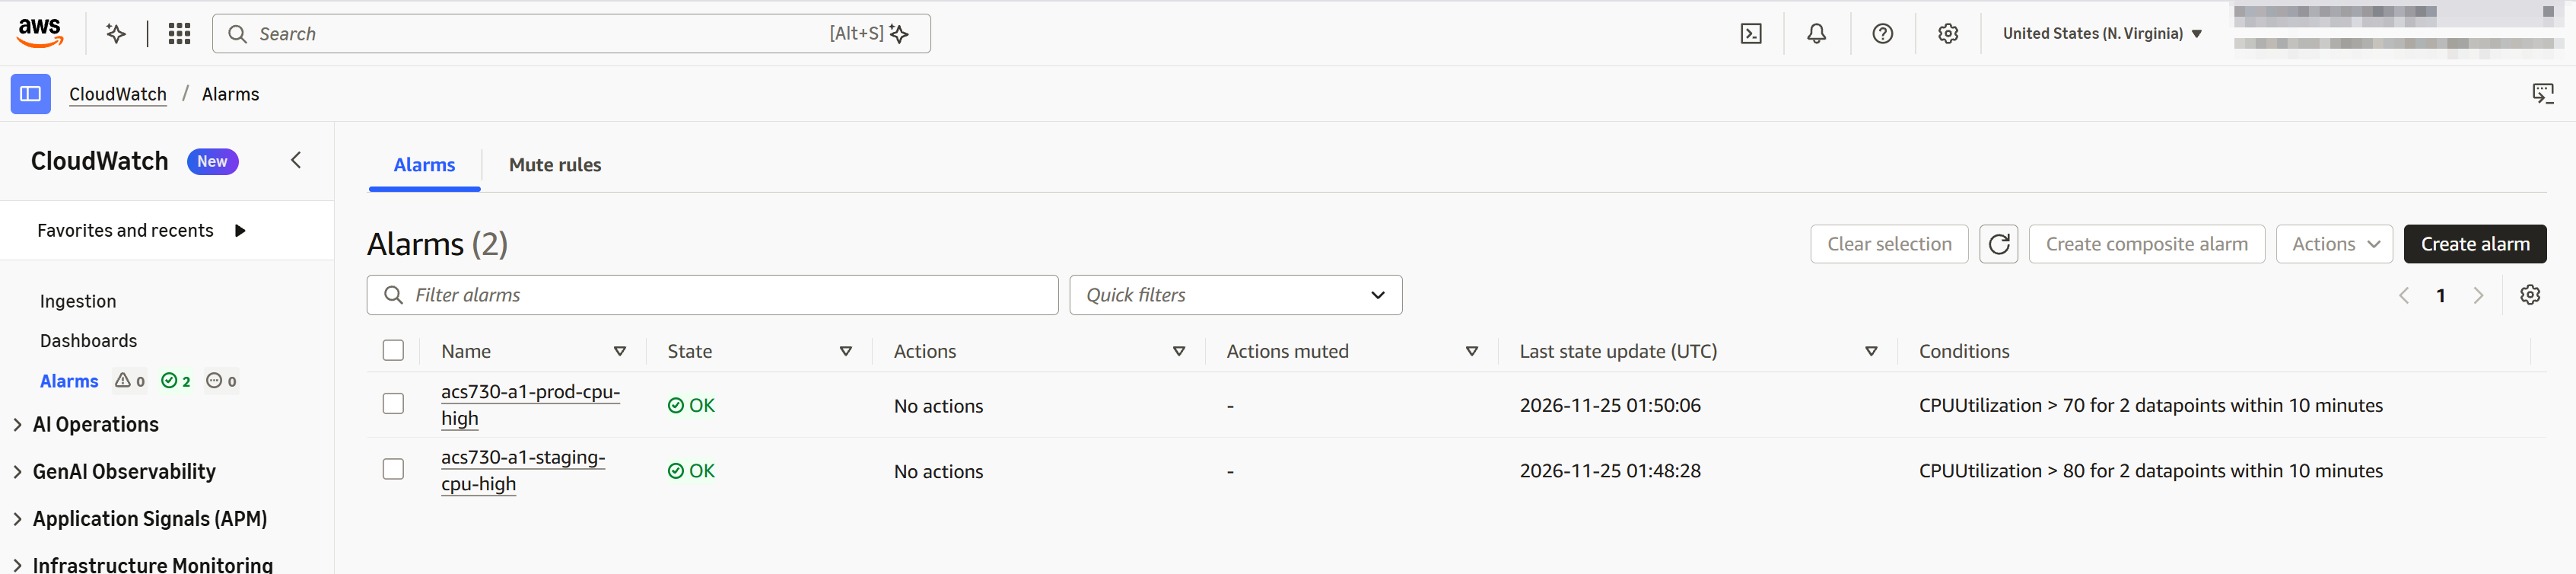 aws
Search [Alt+S]
United States (N. Virginia)
CloudWatch / Alarms
CloudWatch New
Favorites and recents
Ingestion
Dashboards
Alarms 0 2 0
AI Operations
GenAI Observability
Application Signals (APM)
Infrastructure Monitoring
Alarms Mute rules
Alarms (2)
Clear selection Create composite alarm Actions Create alarm
Filter alarms Quick filters 1
Name State Actions Actions muted Last state update (UTC) Conditions
acs730-a1-prod-cpu-
high
OK No actions - 2026-11-25 01:50:06 CPUUtilization > 70 for 2 datapoints within 10 minutes
acs730-a1-staging-
cpu-high
OK No actions - 2026-11-25 01:48:28 CPUUtilization > 80 for 2 datapoints within 10 minutes